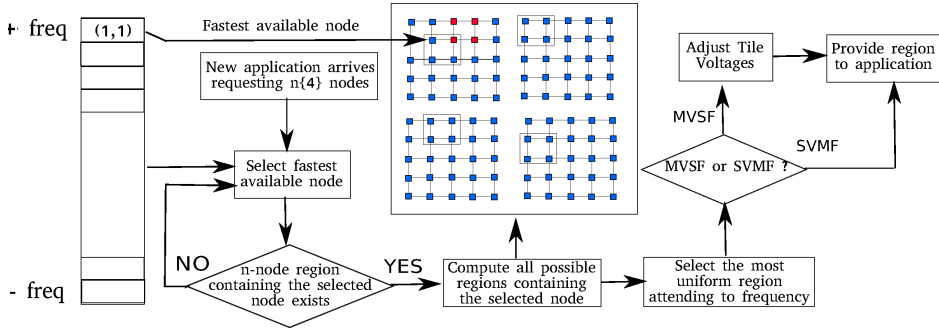 + freq
(1,1)
Fastest available node
New application arrives
requesting n{4} nodes
Select fastest
available node
- freq
NO
n-node region
containing the selected
node exists
YES
Compute all possible
regions containing
the selected node
Select the most
uniform region
attending to frequency
MVSF or SVMF ?
MVSF
SVMF
Adjust Tile
Voltages
Provide region
to application